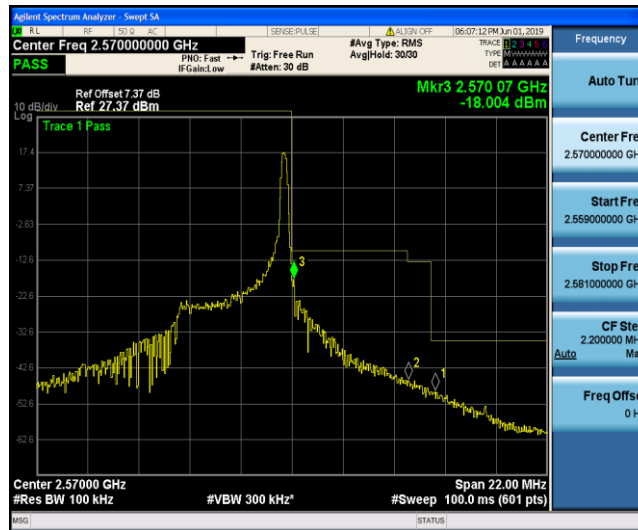 Agilent Spectrum Analyzer - Swept SA
RL RF 50 Ω AC SENSE:PULSE ALIGN OFF 06:07:12 PM Jun 01, 2019
Center Freq 2.570000000 GHz #Avg Type: RMS TRACE 1 2 3 4 5 6
PNO: Fast Trig: Free Run Avg|Hold: 30/30 TYPE
PASS IFGain:Low #Atten: 30 dB DET A A A A A A
Ref Offset 7.37 dB Mkr3 2.570 07 GHz
10 dB/div Ref 27.37 dBm -18.004 dBm
Log
Trace 1 Pass
17.4
7.37
-2.63
-12.6
3
-22.6
-32.6
-42.6
2 1
-52.6
-62.6
Center 2.57000 GHz Span 22.00 MHz
#Res BW 100 kHz #VBW 300 kHz* #Sweep 100.0 ms (601 pts)
MSG STATUS
Frequency
Auto Tun
Center Fre
2.570000000 GH
Start Fre
2.559000000 GH
Stop Fre
2.581000000 GH
CF Ste
2.200000 MH
Auto Ma
Freq Offs
0 H